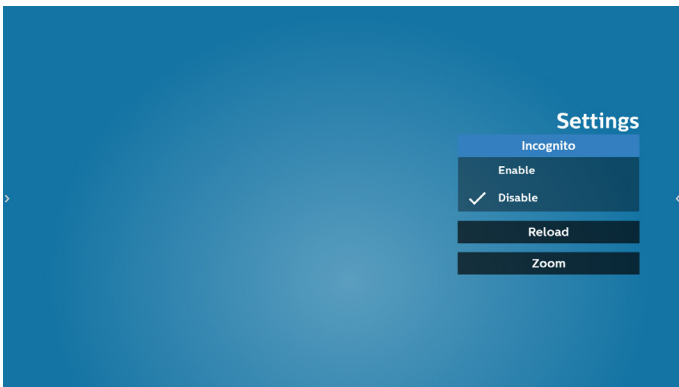 Settings
Incognito
Enable
Disable
Reload
Zoom